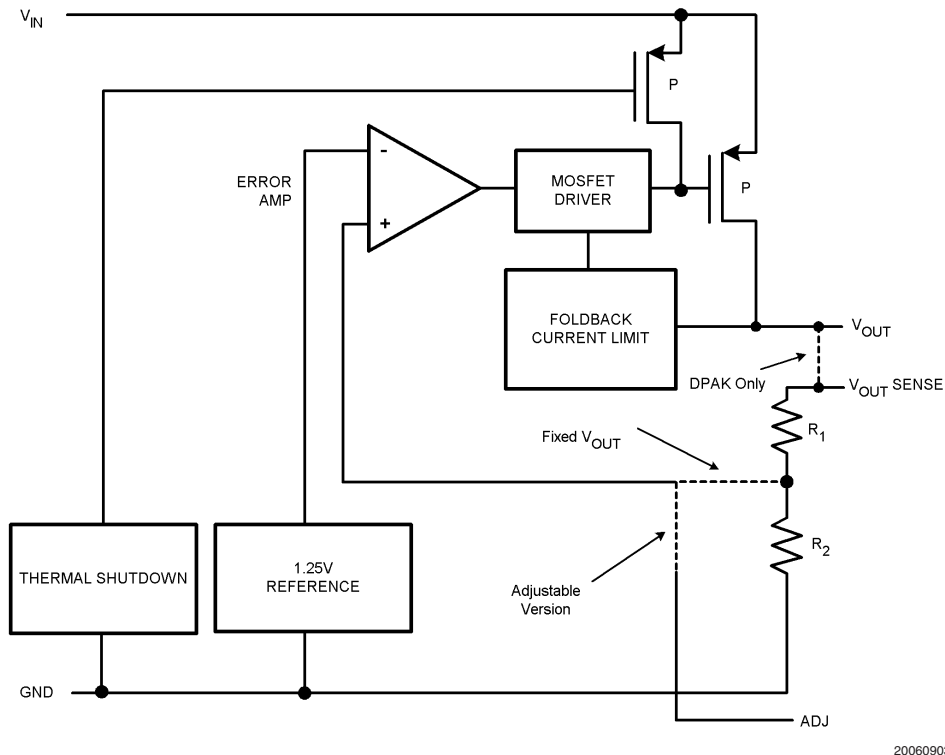 VIN
P
ERROR
AMP
-
+
MOSFET
DRIVER
P
FOLDBACK
CURRENT LIMIT
VOUT
DPAK Only
VOUT SENSE
R1
Fixed VOUT
R2
THERMAL SHUTDOWN
1.25V
REFERENCE
Adjustable
Version
GND
ADJ